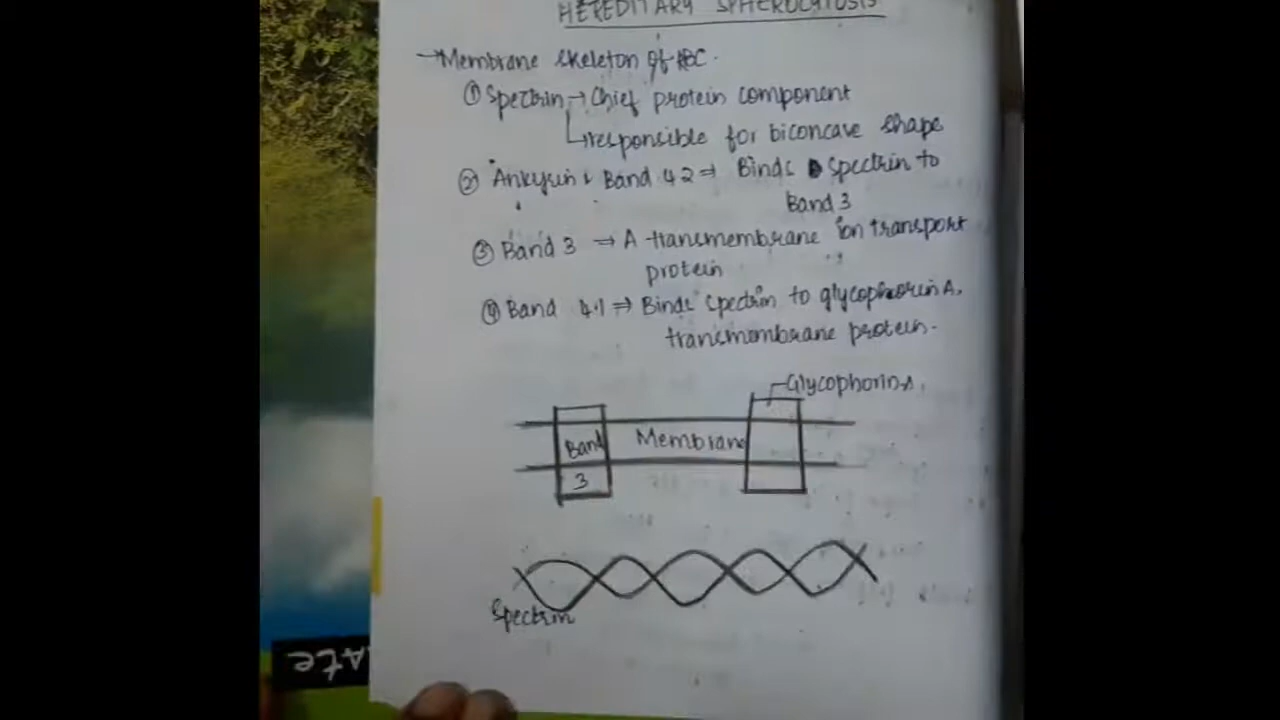 HEREDITARY SPHEROCYTOSIS
→Membrane skeleton of RBC.
① Spectrin → Chief protein component
↳responsible for biconcave shape
② Ankyrin & Band 4.2 ⇒ Binds Spectrin to
Band 3
③ Band 3 ⇒ A transmembrane ion transport
protein
④ Band 4.1 ⇒ Binds spectrin to glycophorin A,
transmembrane protein.
Glycophorin A.
Band Membrane
3
Spectrin